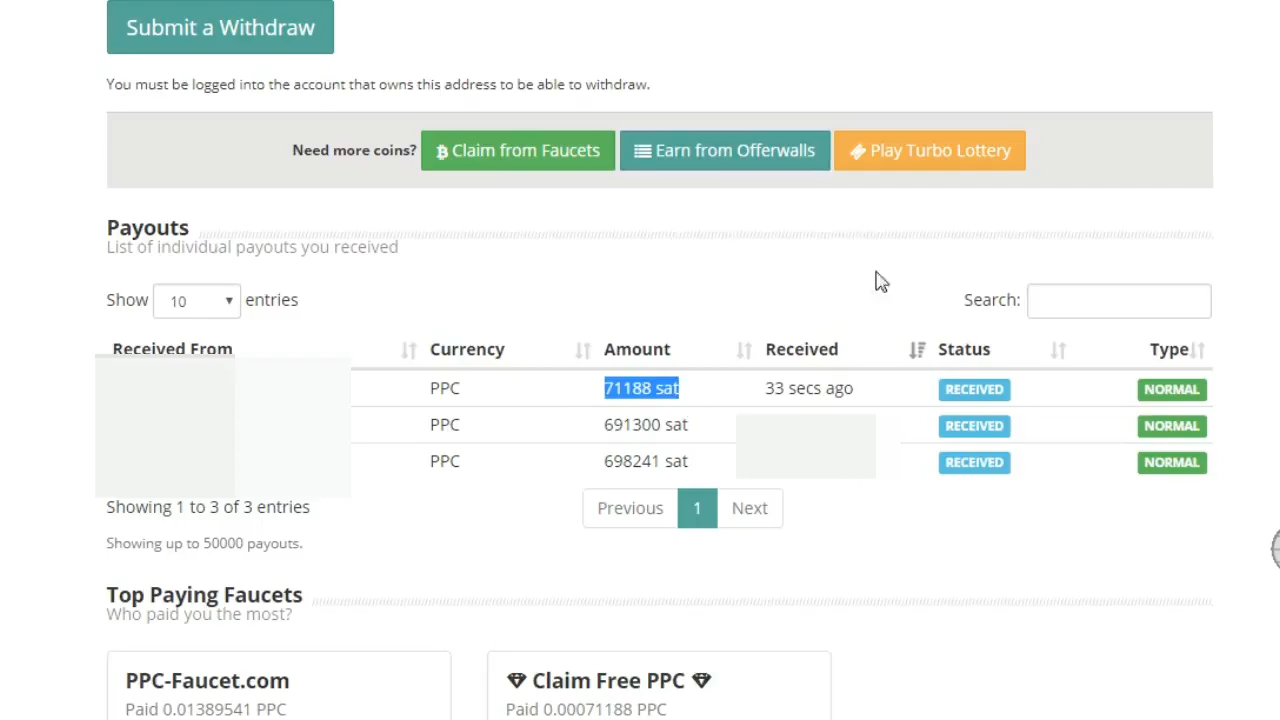 Submit a Withdraw
You must be logged into the account that owns this address to be able to withdraw.
Need more coins? Claim from Faucets Earn from Offerwalls Play Turbo Lottery
Payouts
List of individual payouts you received
Show 10 entries Search:
Received From Currency Amount Received Status Type
PPC 71188 sat 33 secs ago RECEIVED NORMAL
PPC 691300 sat RECEIVED NORMAL
PPC 698241 sat RECEIVED NORMAL
Showing 1 to 3 of 3 entries Previous 1 Next
Showing up to 50000 payouts.
Top Paying Faucets
Who paid you the most?
PPC-Faucet.com Claim Free PPC
Paid 0.01389541 PPC Paid 0.00071188 PPC